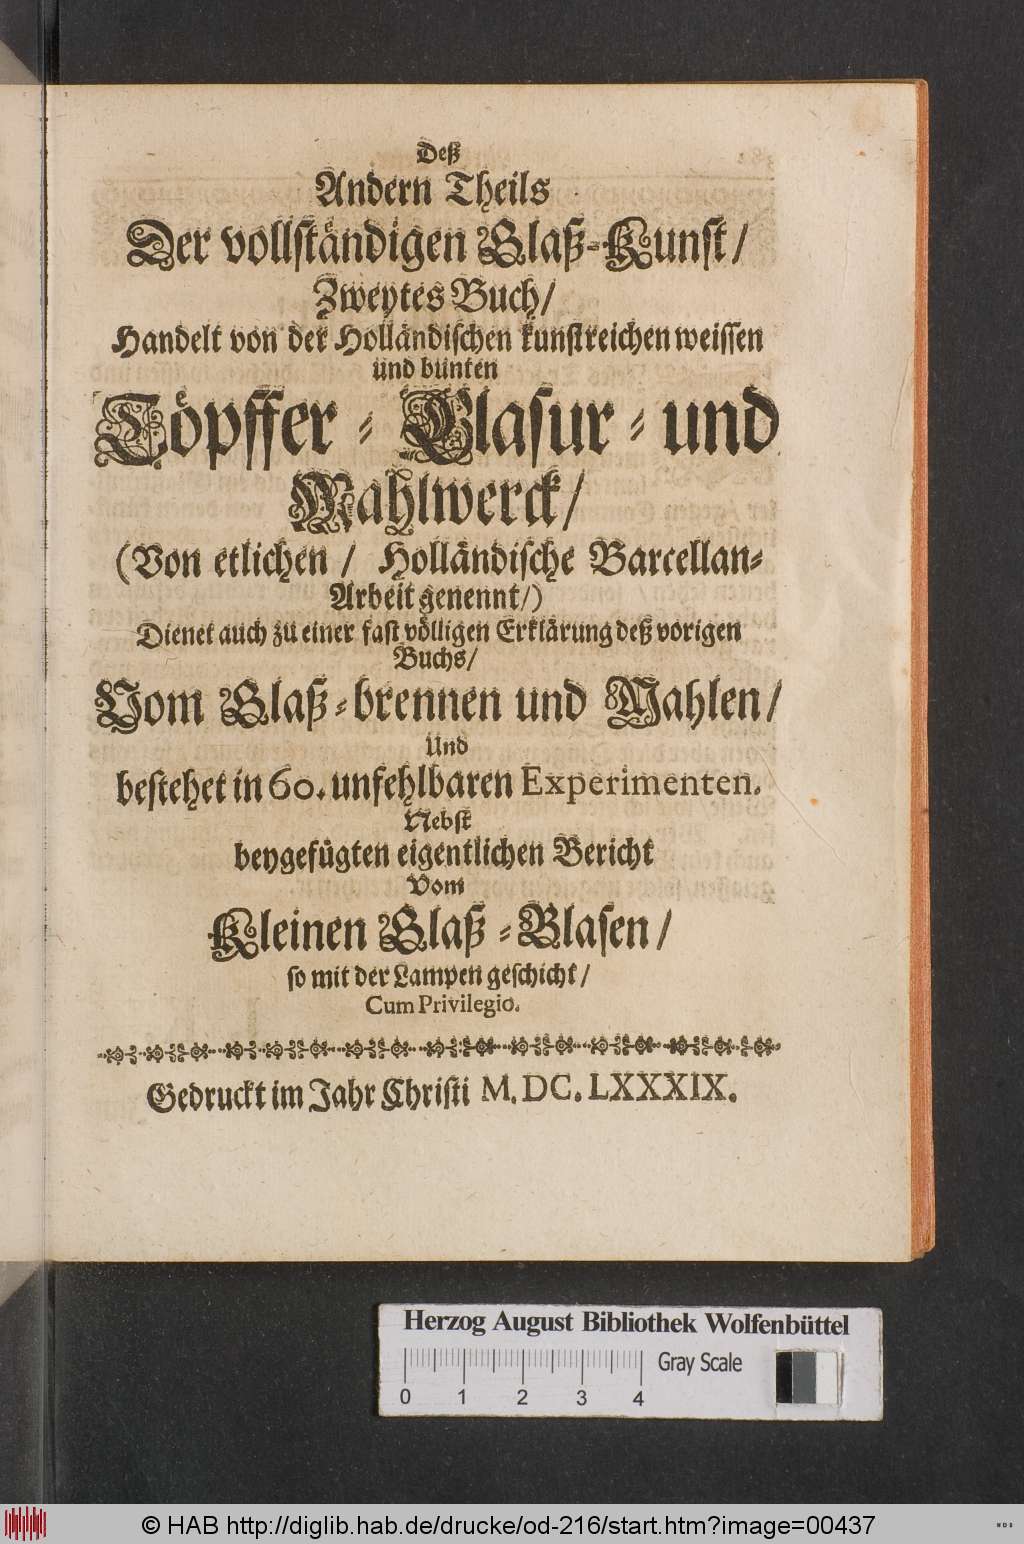 Deß
Andern Theils
Der vollständigen Glaß-Kunst/
Zweytes Buch/
Handelt von der Holländischen kunstreichen weissen
und bunten
Töpffer-Glasur-und
Mahlwerck/
(Von etlichen/ Holländische Barcellan-
Arbeit genennt/)
Dienet auch zu einer fast völligen Erklärung deß vorigen
Buchs/
Vom Glaß-brennen und Mahlen/
Und
bestehet in 60. unfehlbaren Experimenten.
Nebst
beygefügten eigentlichen Bericht
Vom
Kleinen Glaß-Blasen/
so mit der Lampen geschicht/
Cum Privilegio.
Gedruckt im Jahr Christi M. DC. LXXXIX.
Herzog August Bibliothek Wolfenbüttel
Gray Scale
0 1 2 3 4
© HAB http://diglib.hab.de/drucke/od-216/start.htm?image=00437